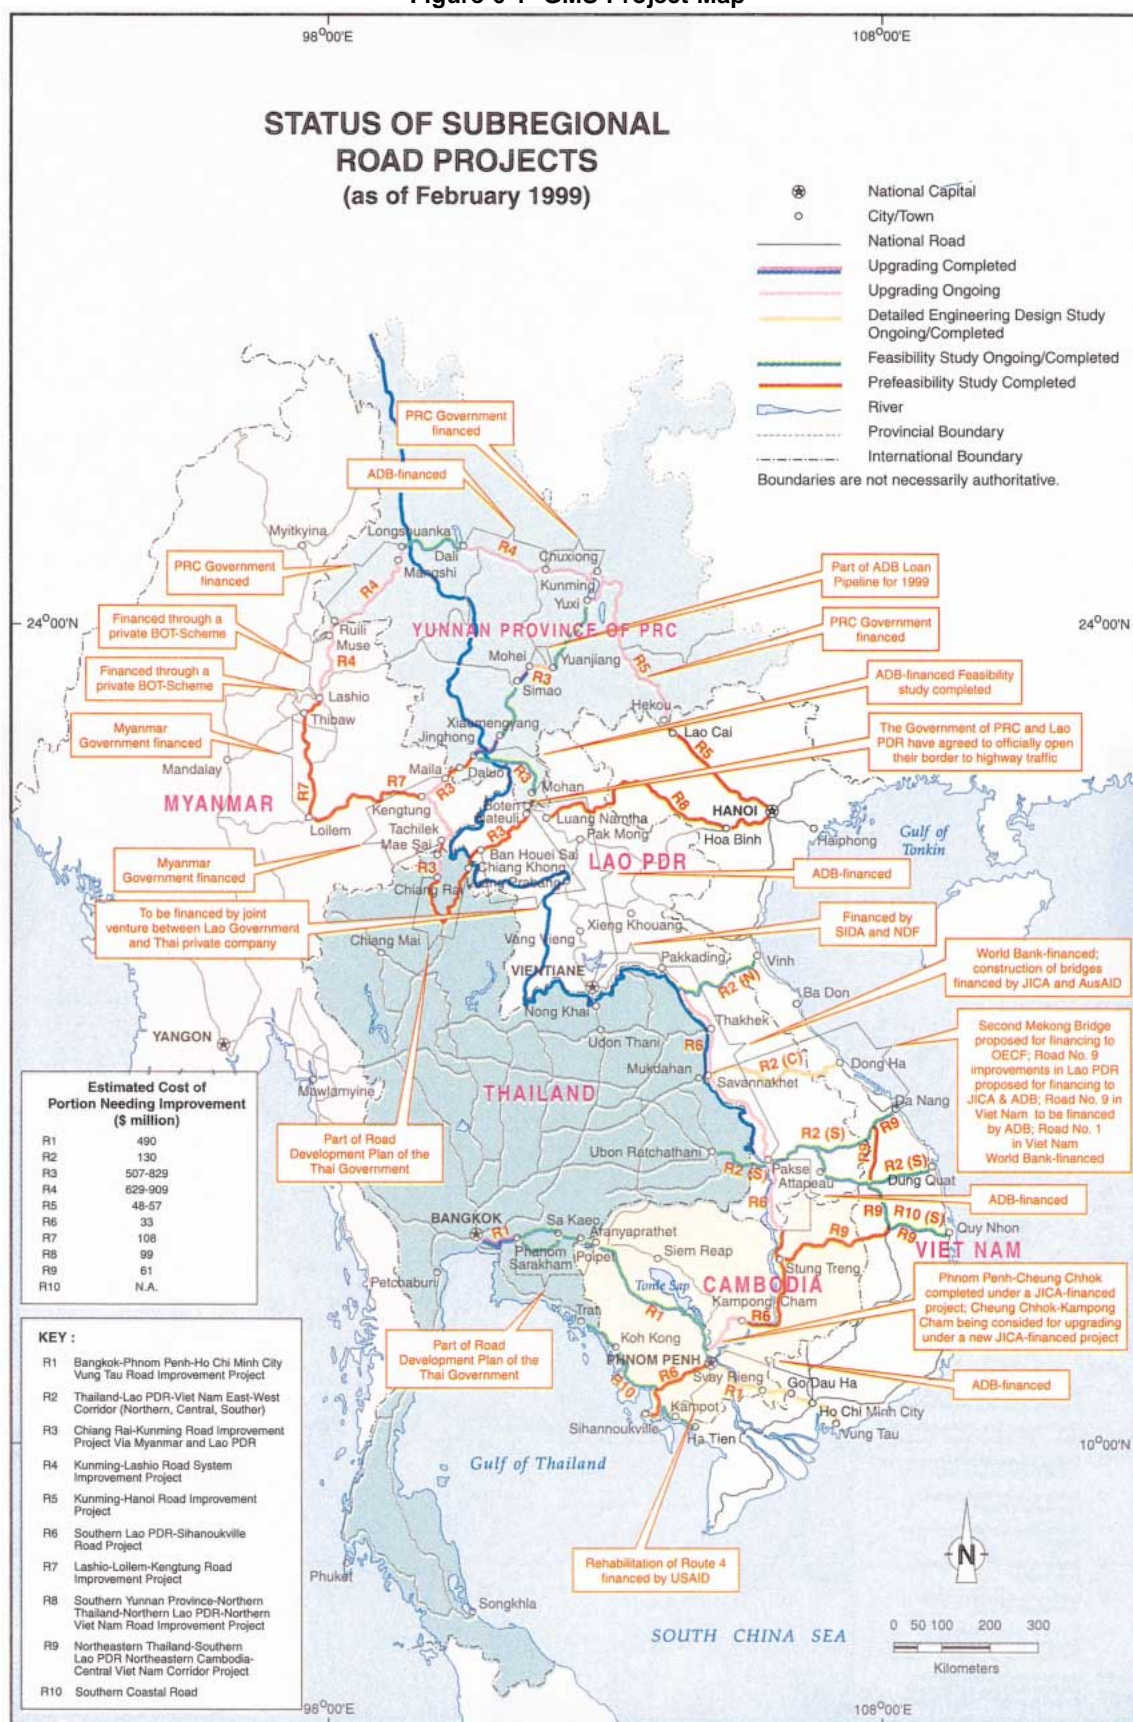 Figure 6-1 GMS Project Map
98°00'E
108°00'E
STATUS OF SUBREGIONAL
ROAD PROJECTS
(as of February 1999)
National Capital
City/Town
National Road
Upgrading Completed
Upgrading Ongoing
Detailed Engineering Design Study
Ongoing/Completed
Feasibility Study Ongoing/Completed
Prefeasibility Study Completed
River
Provincial Boundary
International Boundary
Boundaries are not necessarily authoritative.
PRC Government
financed
ADB-financed
PRC Government
financed
Financed through a
private BOT-Scheme
Financed through a
private BOT-Scheme
Myanmar
Government financed
Myanmar
Government financed
To be financed by joint
venture between Lao Government
and Thai private company
Part of ADB Loan
Pipeline for 1999
PRC Government
financed
ADB-financed Feasibility
study completed
The Government of PRC and Lao
PDR have agreed to officially open
their border to highway traffic
ADB-financed
Financed by
SIDA and NDF
World Bank-financed;
construction of bridges
financed by JICA and AusAID
Second Mekong Bridge
proposed for financing to
OECF; Road No. 9
improvements in Lao PDR
proposed for financing to
JICA & ADB; Road No. 9 in
Viet Nam to be financed
by ADB; Road No. 1
in Viet Nam
World Bank-financed
ADB-financed
Phnom Penh-Cheung Chhok
completed under a JICA-financed
project; Cheung Chhok-Kampong
Cham being consided for upgrading
under a new JICA-financed project
ADB-financed
Part of Road
Development Plan of the
Thai Government
Part of Road
Development Plan of the
Thai Government
Rehabilitation of Route 4
financed by USAID
24°00'N
24°00'N
Myitkyina
Longshuanka
Dali
R4
Chuxiong
Mangshi
Kunming
Yuxi
R4
Ruili
Muse
YUNNAN PROVINCE OF PRC
R4
Mohei
Yuanjiang
R3
Simao
R5
Lashio
Thibaw
Xiaomengyang
Jinghong
Hekou
Lao Cai
R5
Mandalay
MYANMAR
R7
R7
Maila
Daluo
R3
R3
Mohan
Kengtung
Boten
Nateuli
Luang Namtha
R8
HANOI
Loilem
Tachilek
Mae Sai
R3
Pak Mong
Hoa Binh
Haiphong
Gulf of
Tonkin
Ban Houei Sai
LAO PDR
R3
Chiang Khong
Chiang Rai
Chiang Mai
Xieng Khouang
Vang Vieng
VIENTIANE
Pakkading
Vinh
R2 (N)
Ba Don
Nong Khai
Thakhek
YANGON
Udon Thani
R6
R2 (C)
Dong Ha
Mukdahan
Savannakhet
THAILAND
Mawlamyine
Da Nang
R2 (S)
R9
R9
Ubon Ratchathani
R2 (S)
Pakse
Attapeau
R2 (S)
Dung Quat
R6
BANGKOK
R1
Sa Kaeo
Aranyaprathet
Phanom
Sarakham
Poipet
Siem Reap
R9
R9
R10 (S)
R9
Quy Nhon
VIET NAM
Stung Treng
Petchaburi
Tonle Sap
CAMBODIA
Trat
R1
Kampong Cham
R6
Koh Kong
PHNOM PENH
R6
Svay Rieng
R1
Go Dau Ha
R10
Kampot
Ho Chi Minh City
Sihannoukville
Ha Tien
Vung Tau
10°00'N
Gulf of Thailand
Phuket
Songkhla
SOUTH CHINA SEA
N
0 50 100 200 300
Kilometers
Estimated Cost of
Portion Needing Improvement
($ million)
R1 490
R2 130
R3 507-829
R4 629-909
R5 48-57
R6 33
R7 108
R8 99
R9 61
R10 N.A.
KEY :
R1 Bangkok-Phnom Penh-Ho Chi Minh City
Vung Tau Road Improvement Project
R2 Thailand-Lao PDR-Viet Nam East-West
Corridor (Northern, Central, Souther)
R3 Chiang Rai-Kunming Road Improvement
Project Via Myanmar and Lao PDR
R4 Kunming-Lashio Road System
Improvement Project
R5 Kunming-Hanoi Road Improvement
Project
R6 Southern Lao PDR-Sihanoukville
Road Project
R7 Lashio-Loilem-Kengtung Road
Improvement Project
R8 Southern Yunnan Province-Northern
Thailand-Northern Lao PDR-Northern
Viet Nam Road Improvement Project
R9 Northeastern Thailand-Southern
Lao PDR Northeastern Cambodia-
Central Viet Nam Corridor Project
R10 Southern Coastal Road
98°00'E
108°00'E